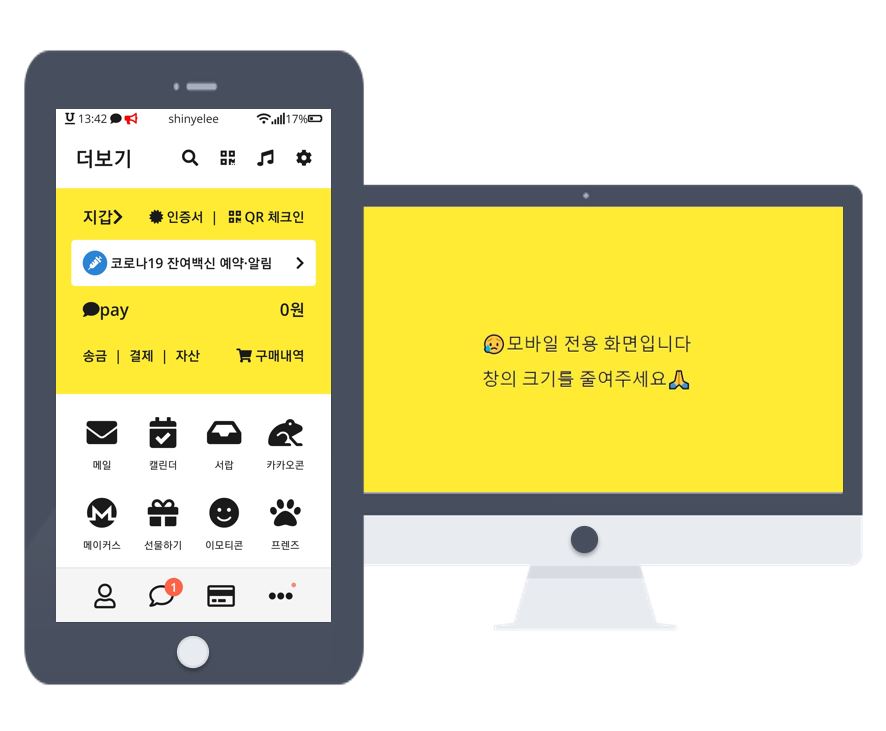 13:42 shinyelee 17%
더보기
지갑 인증서 | QR 체크인
코로나19 잔여백신 예약·알림
pay 0원
송금 | 결제 | 자산 구매내역
메일 캘린더 서랍 카카오콘
메이커스 선물하기 이모티콘 프렌즈
1
😥모바일 전용 화면입니다
창의 크기를 줄여주세요🙏